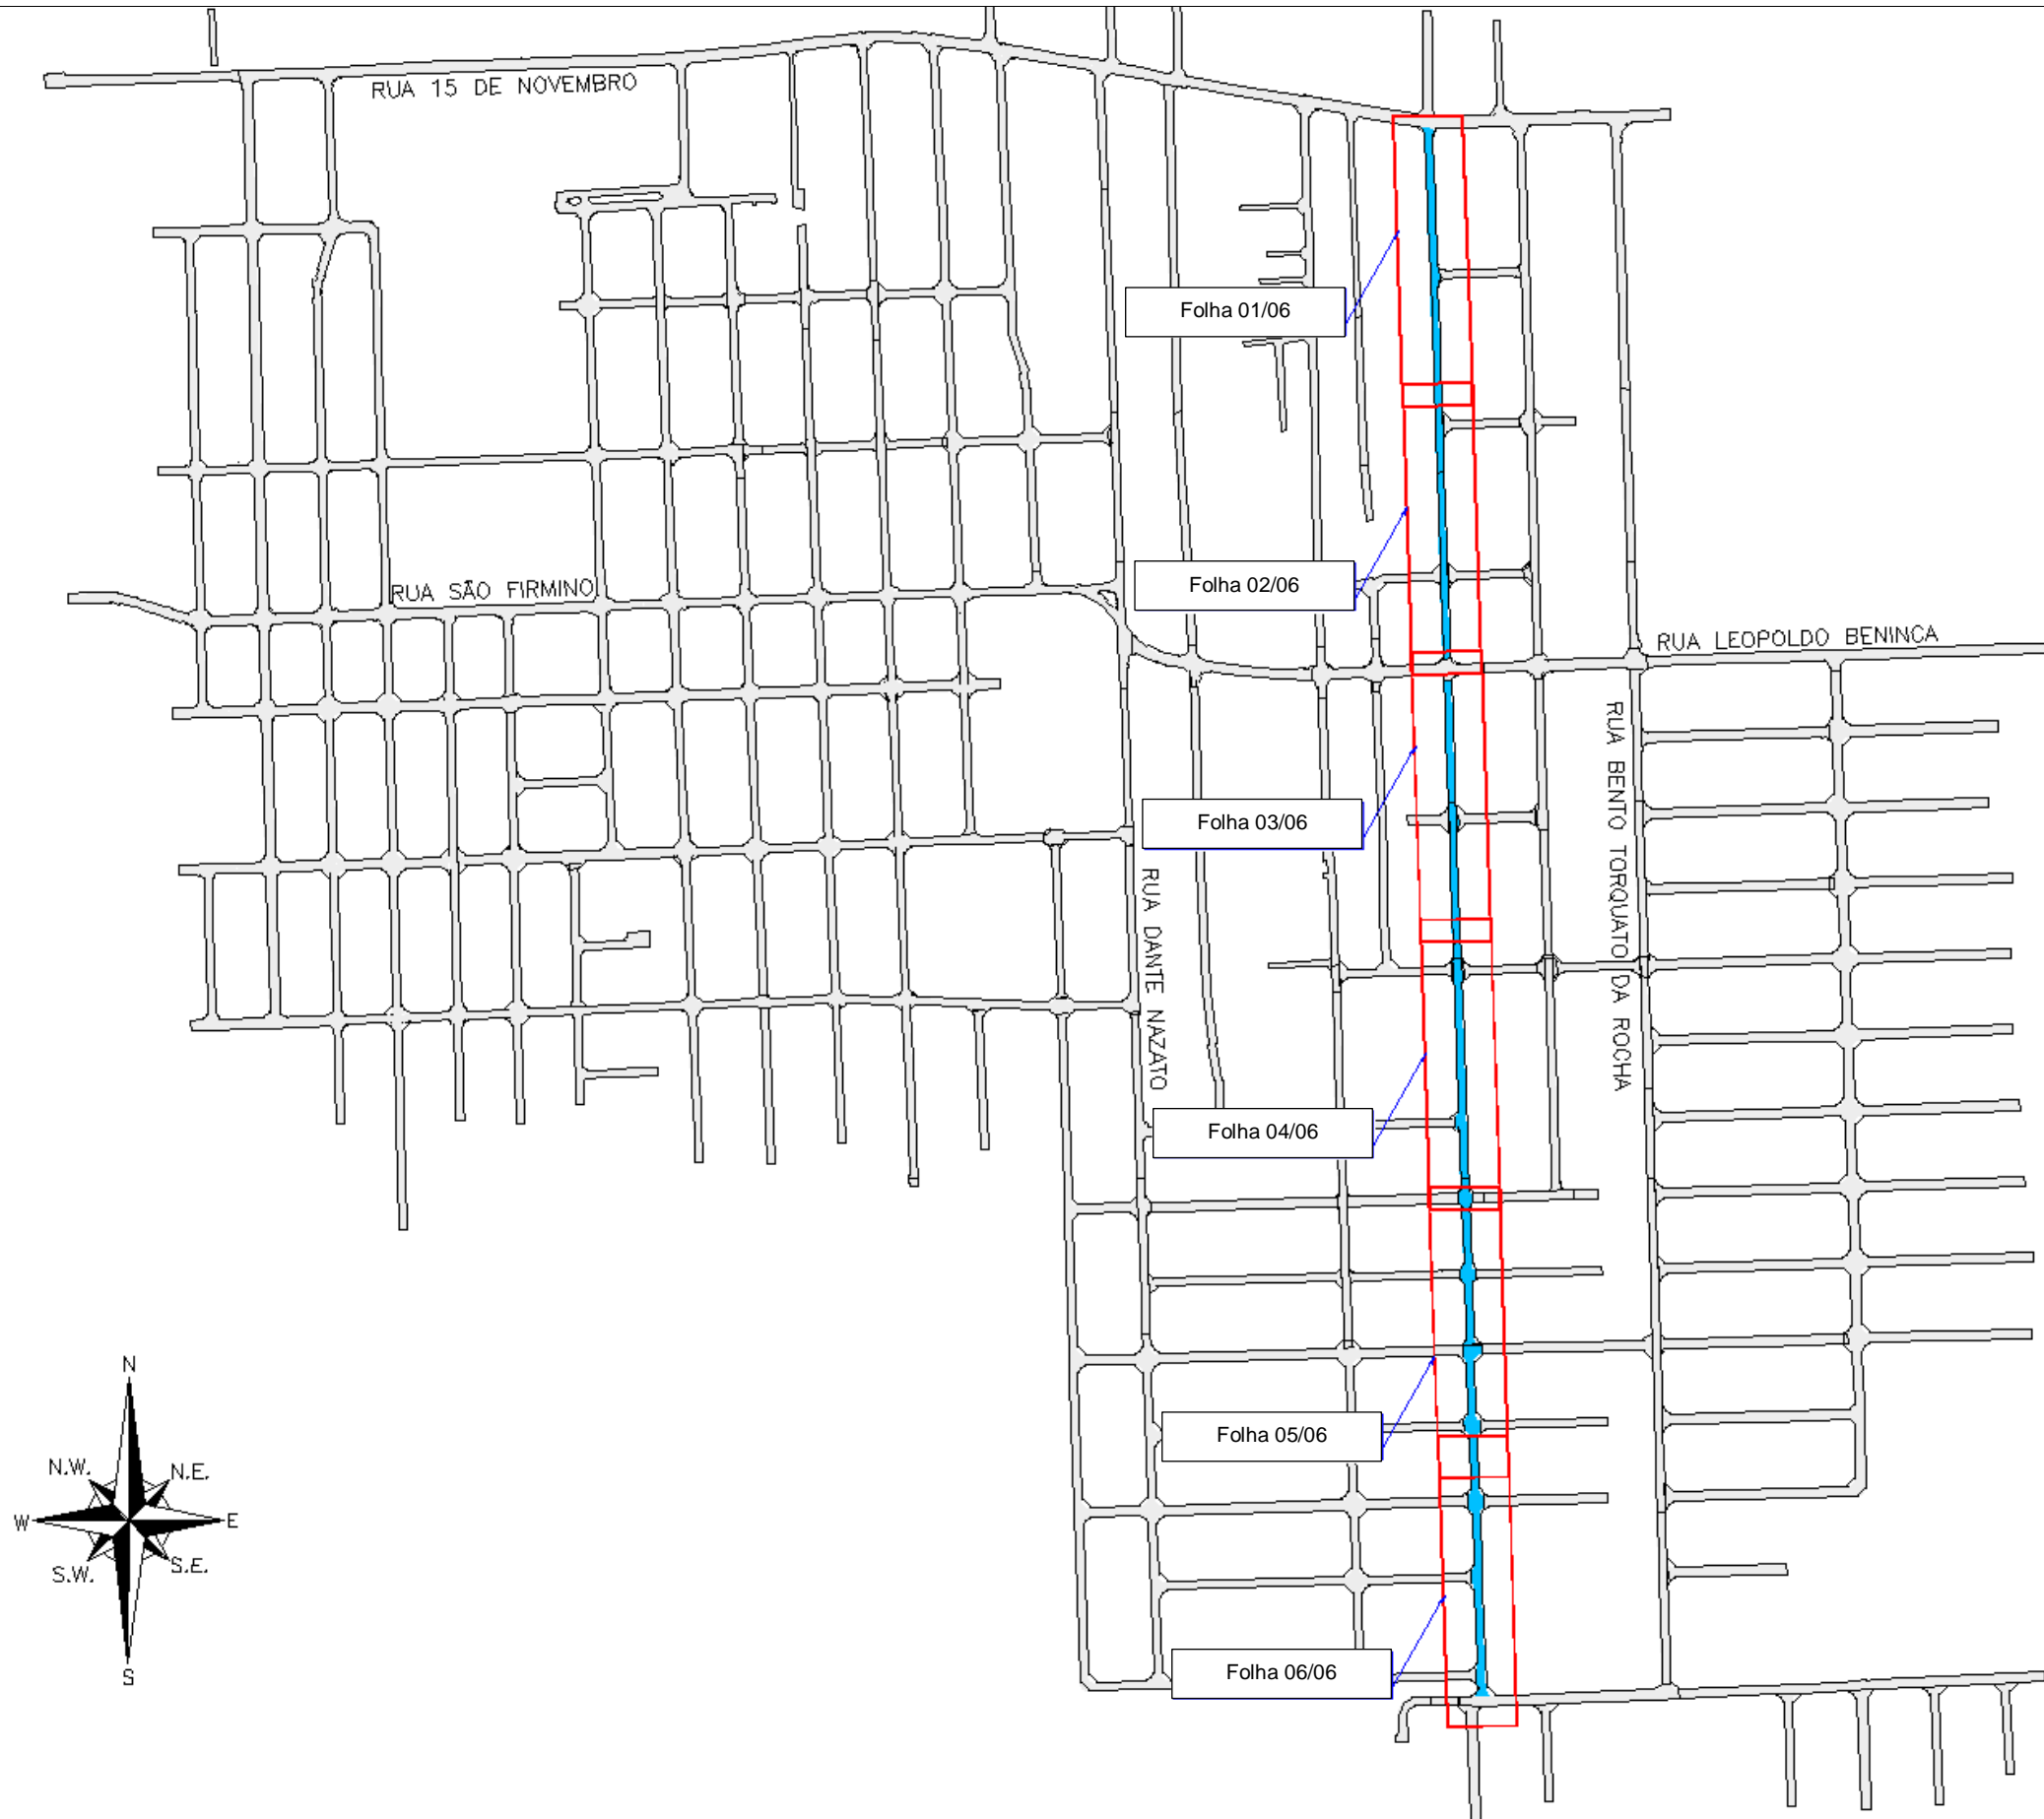 RUA 15 DE NOVEMBRO
Folha 01/06
Folha 02/06
RUA SÃO FIRMINO
RUA LEOPOLDO BENINCA
RUA BENTO TORQUATO DA ROCHA
Folha 03/06
RUA DANTE NAZATO
Folha 04/06
Folha 05/06
Folha 06/06
N
N.W.
N.E.
W
E
S.W.
S.E.
S